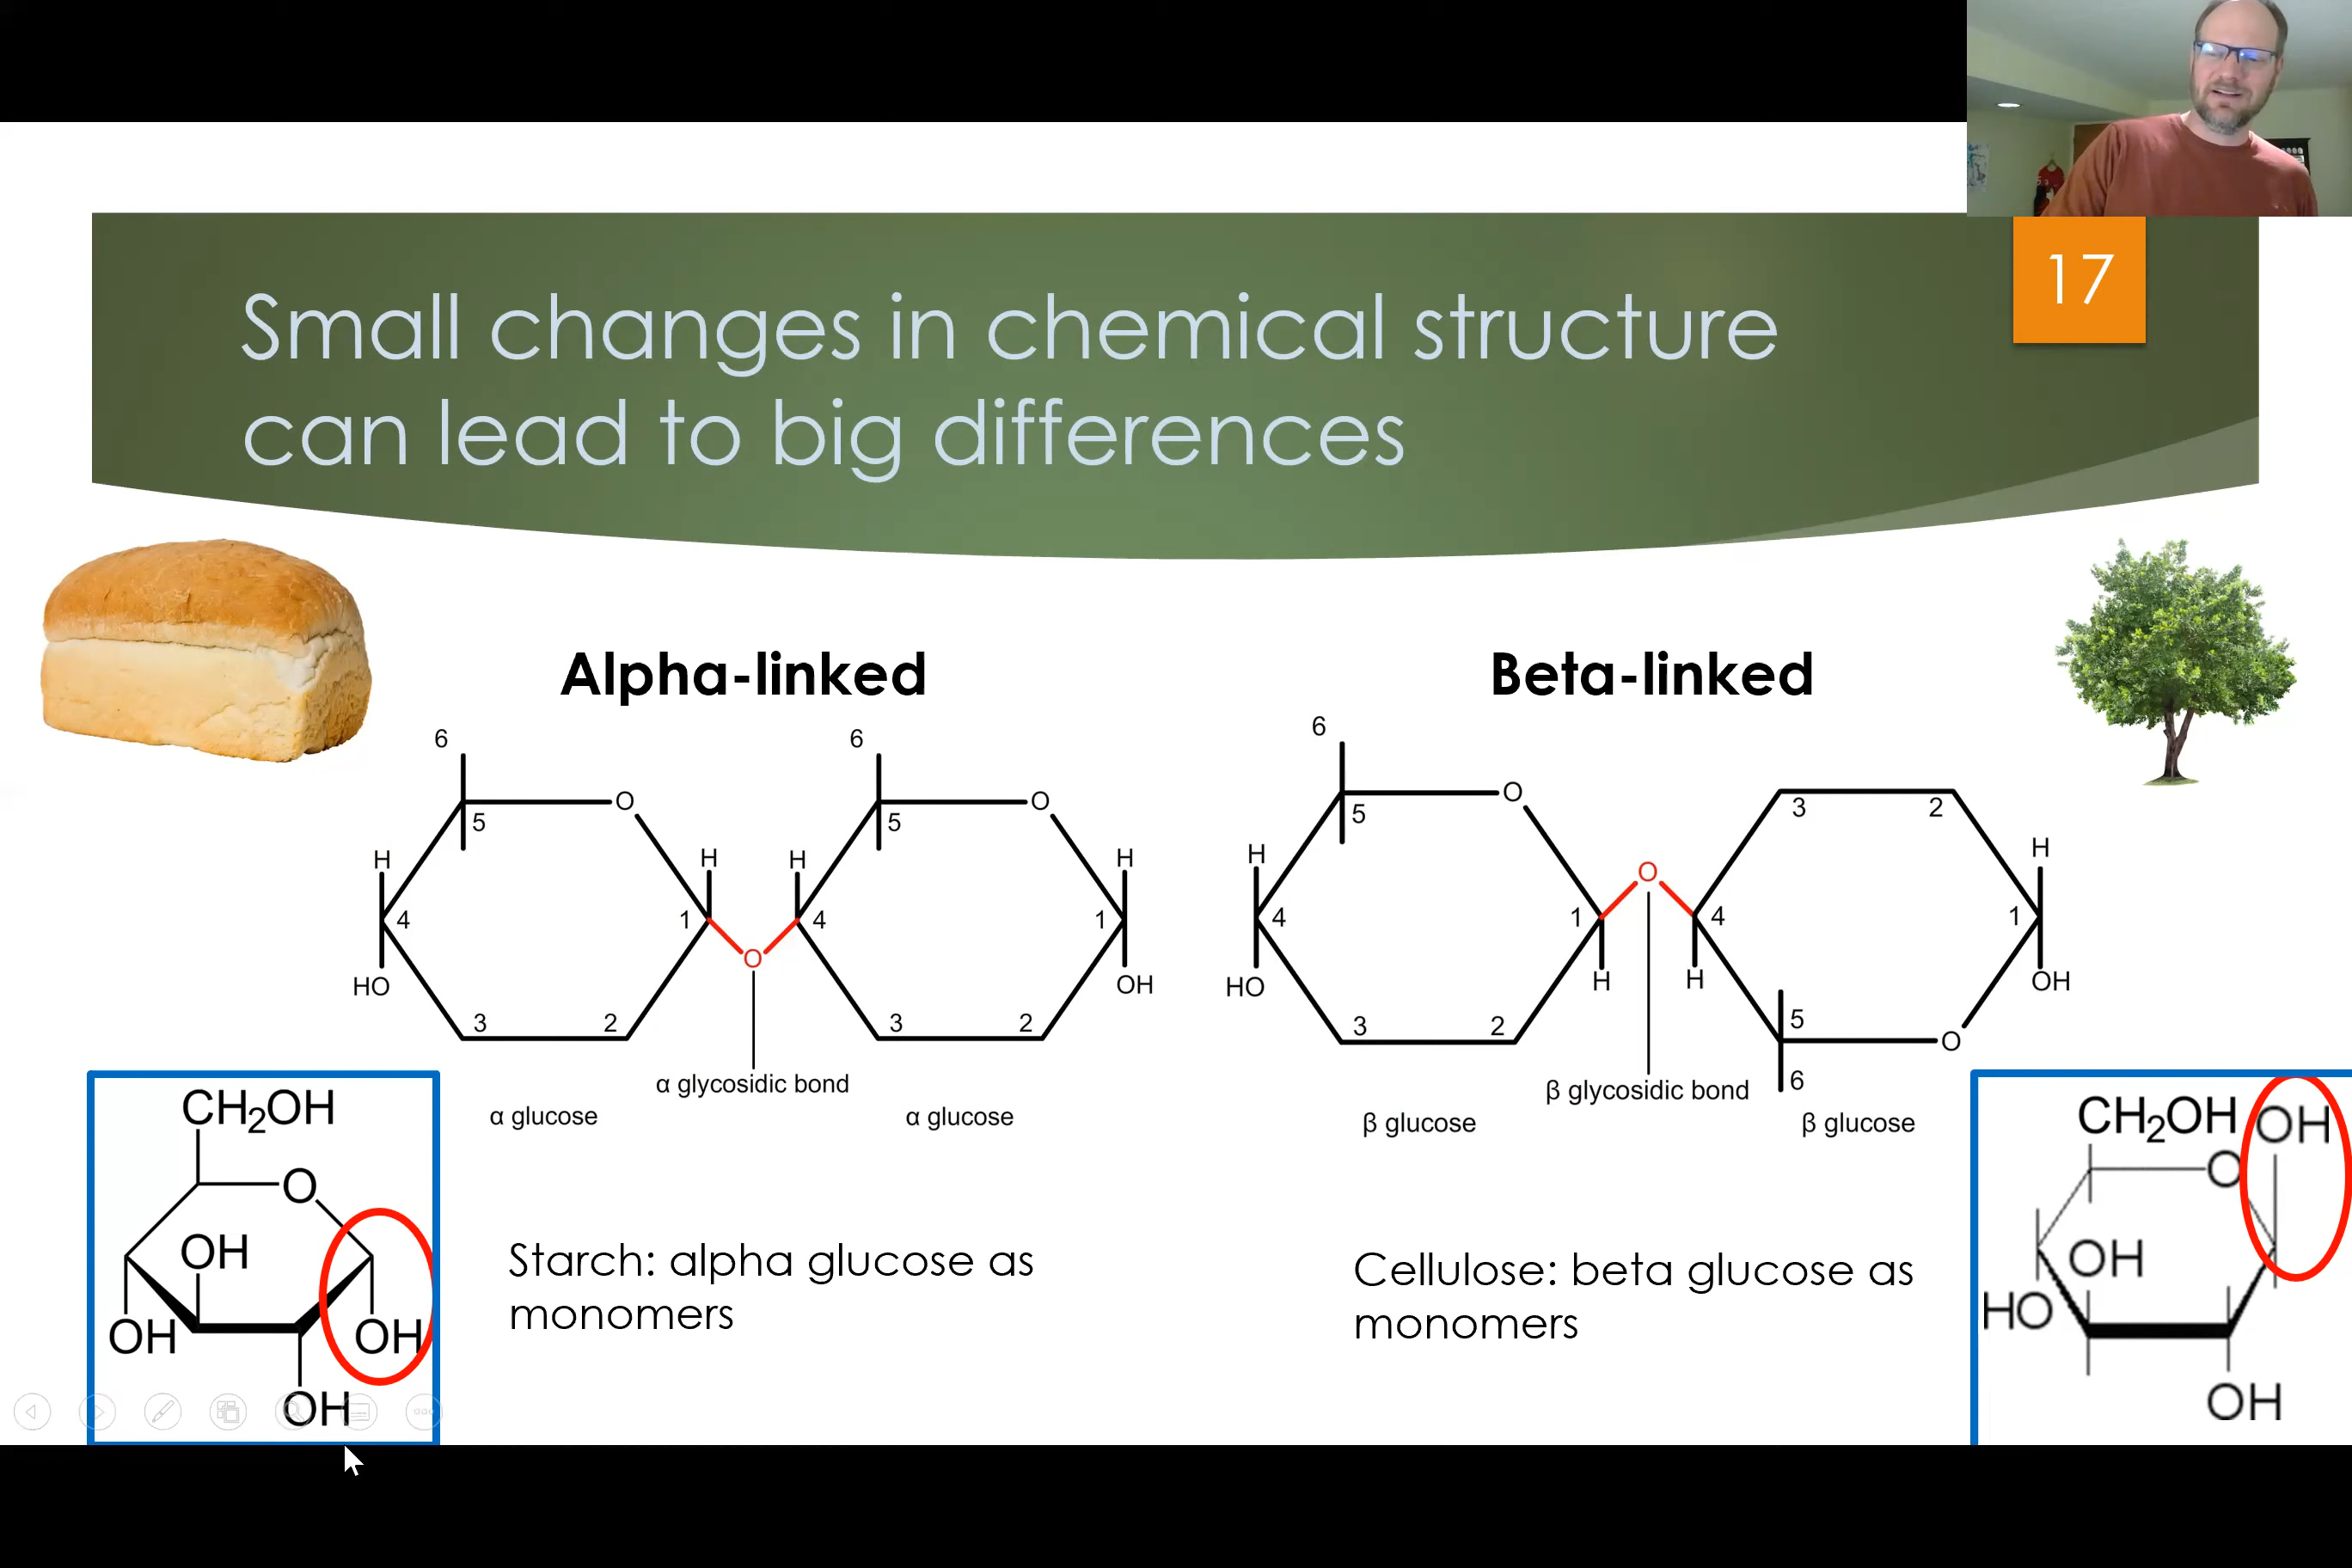 17
Small changes in chemical structure
can lead to big differences
Alpha-linked
6
6
O
O
5
5
H
H
H
H
4
1
4
1
O
HO
OH
3
2
3
2
α glycosidic bond
α glucose
α glucose
Beta-linked
6
O
3
2
5
O
H
H
4
1
4
1
HO
H
H
OH
3
2
5
O
β glycosidic bond
6
β glucose
β glucose
CH₂OH
O
OH
OH
OH
OH
Starch: alpha glucose as
monomers
Cellulose: beta glucose as
monomers
CH₂OH OH
O
OH
HO
OH